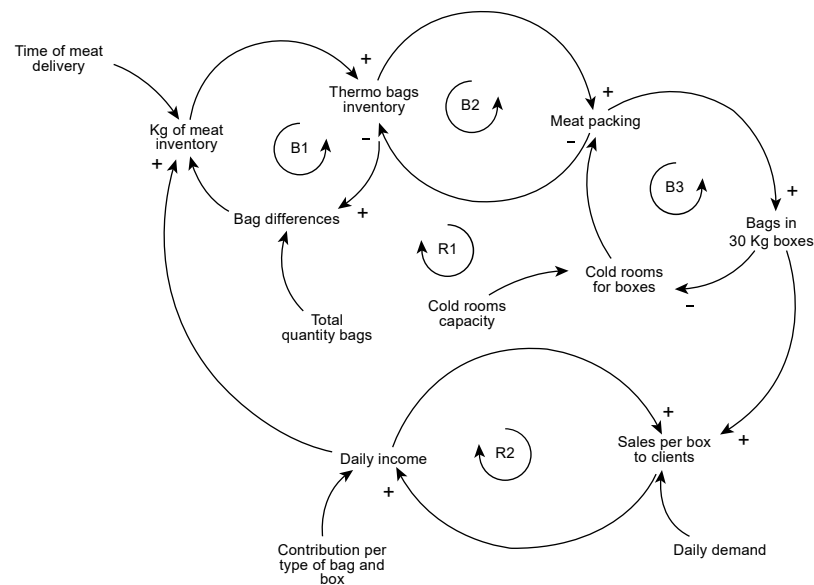 Time of meat
delivery
+
Thermo bags
inventory
B2
+
Meat packing
–
Kg of meat
inventory
+
B1
–
B3
+
Bag differences
+
Bags in
30 Kg boxes
R1
Cold rooms
for boxes
–
Cold rooms
capacity
Total
quantity bags
+
Sales per box
to clients
+
Daily income
R2
+
Contribution per
type of bag and
box
Daily demand